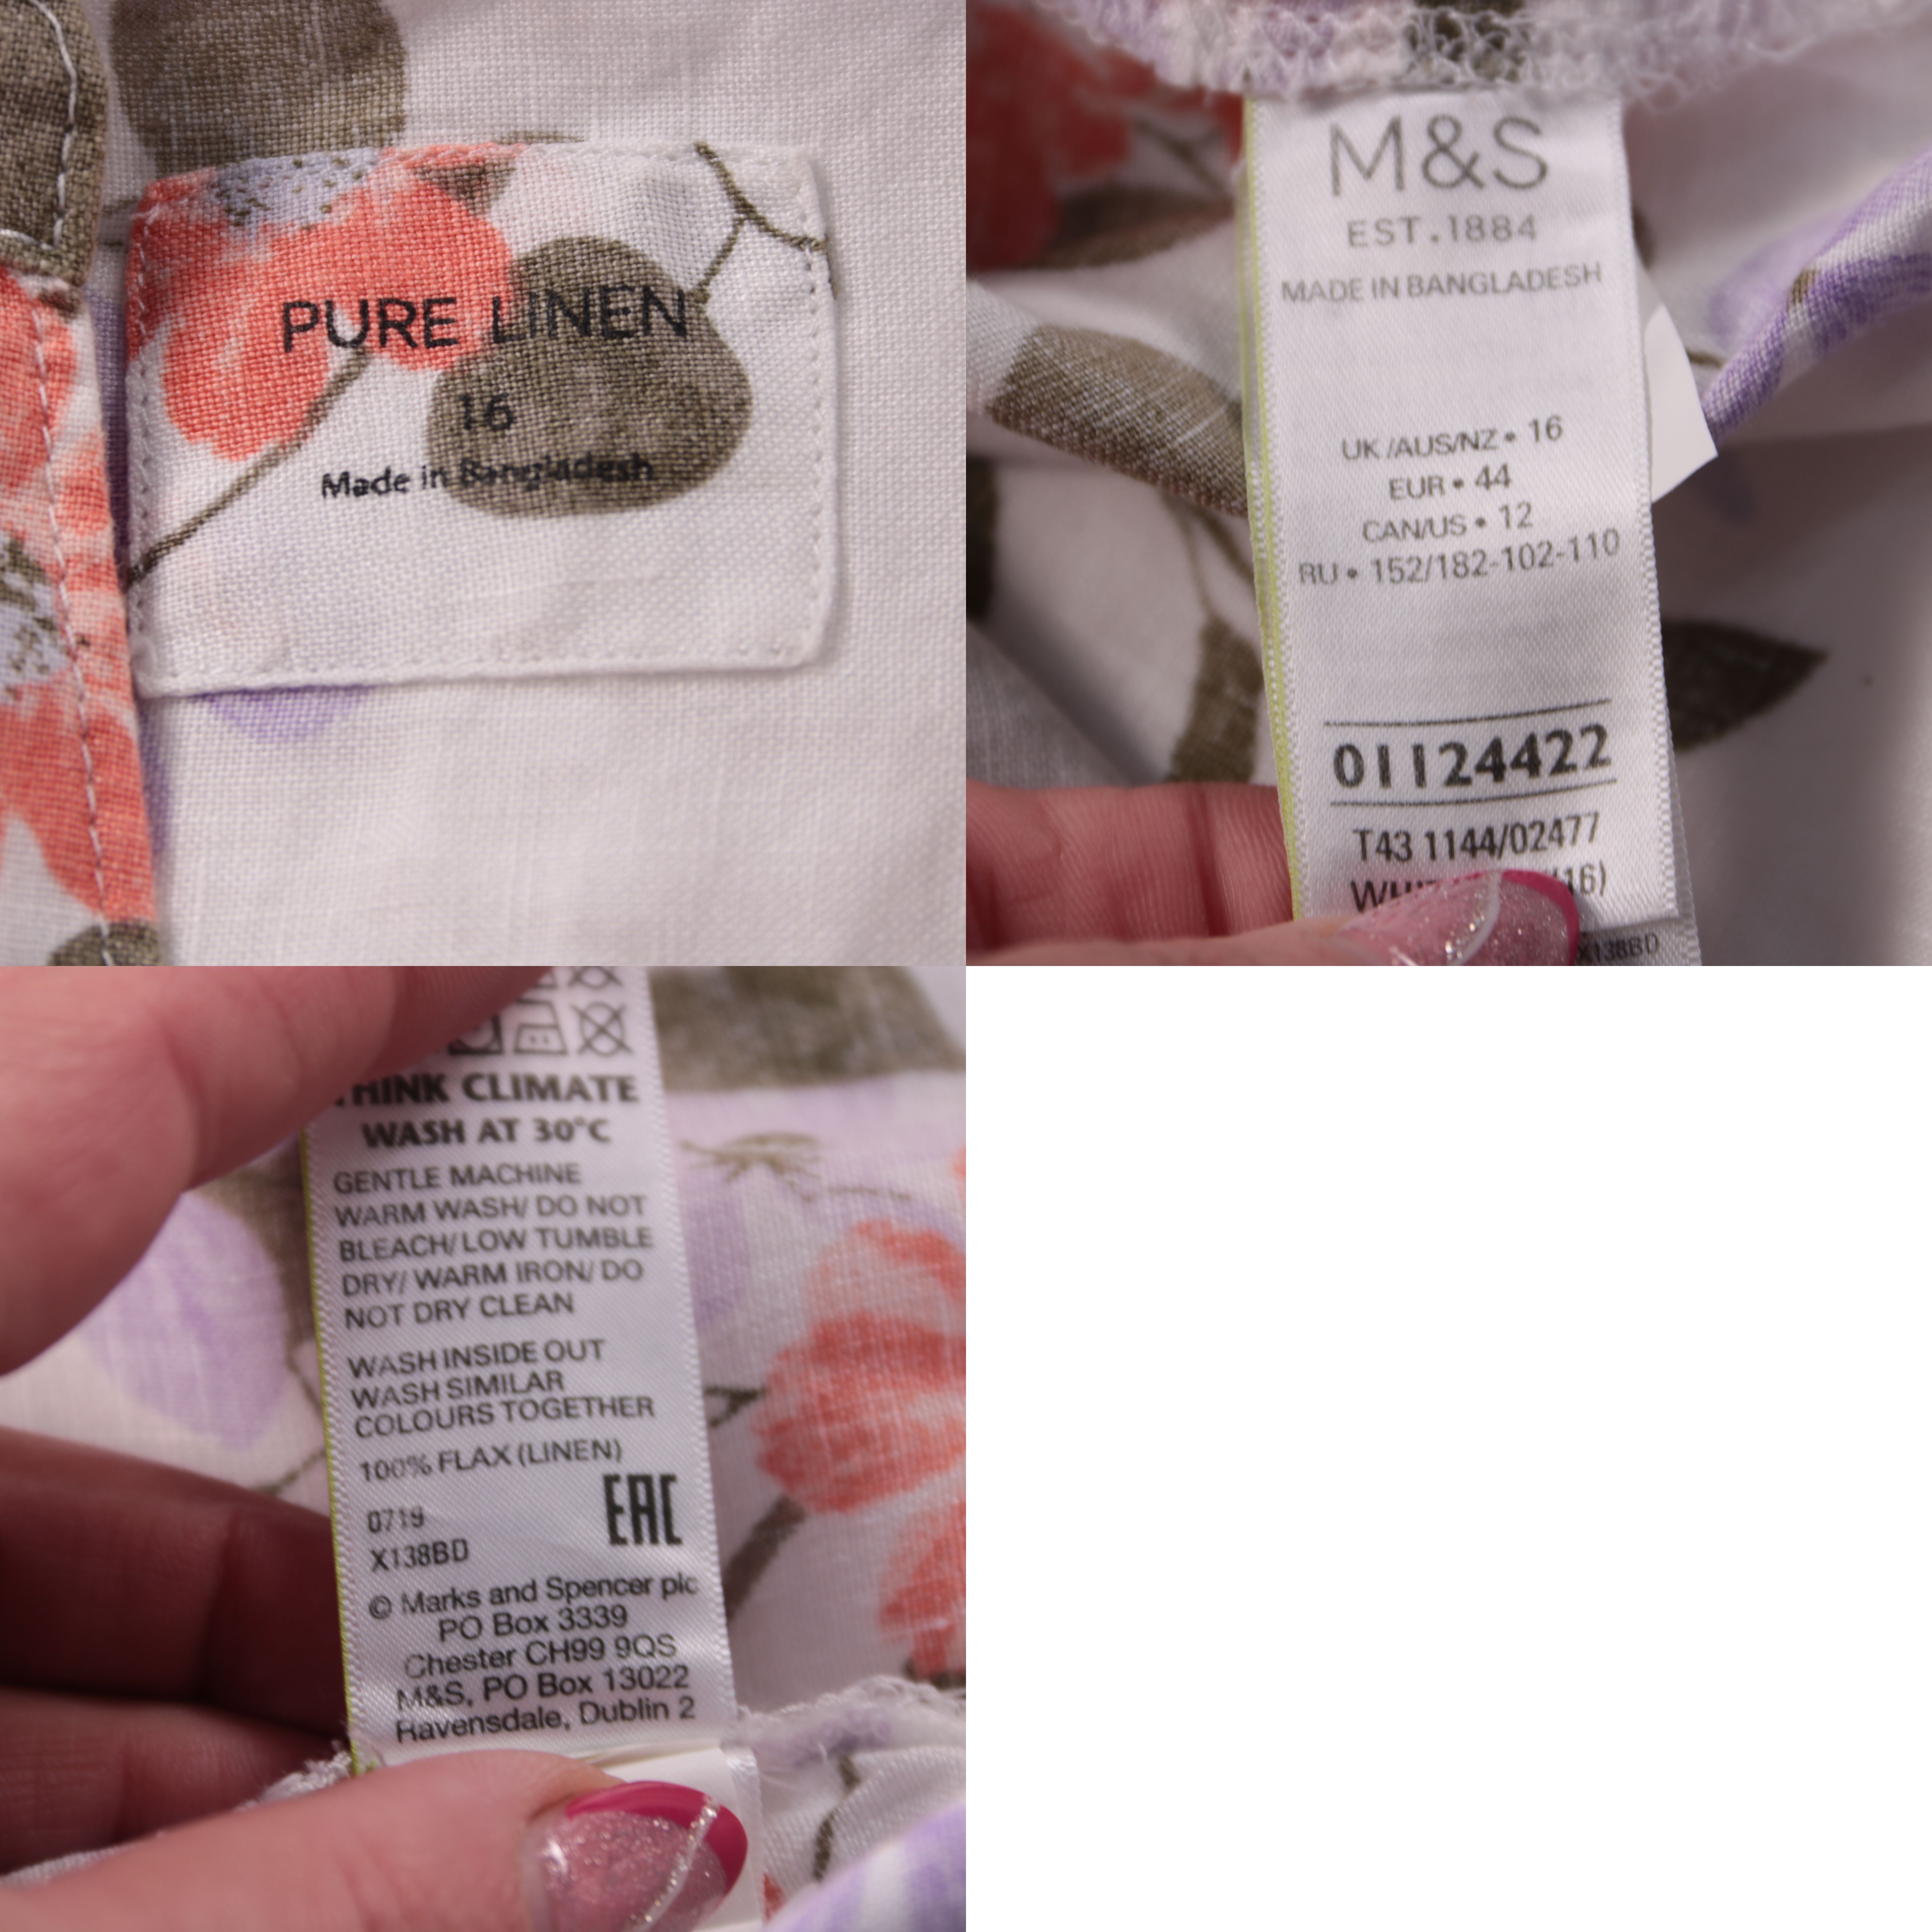 PURE LINEN
16
Made in Bangladesh
M&S
EST.1884
MADE IN BANGLADESH
UK/AUS/NZ • 16
EUR • 44
CAN/US • 12
RU • 152/182-102-110
01124422
T43 1144/02477
16)
X138BD
THINK CLIMATE
WASH AT 30°C
GENTLE MACHINE
WARM WASH/ DO NOT
BLEACH/ LOW TUMBLE
DRY/ WARM IRON/ DO
NOT DRY CLEAN
WASH INSIDE OUT
WASH SIMILAR
COLOURS TOGETHER
100% FLAX (LINEN)
0719
EAC
X138BD
© Marks and Spencer plc
PO Box 3339
Chester CH99 9QS
M&S, PO Box 13022
Ravensdale, Dublin 2